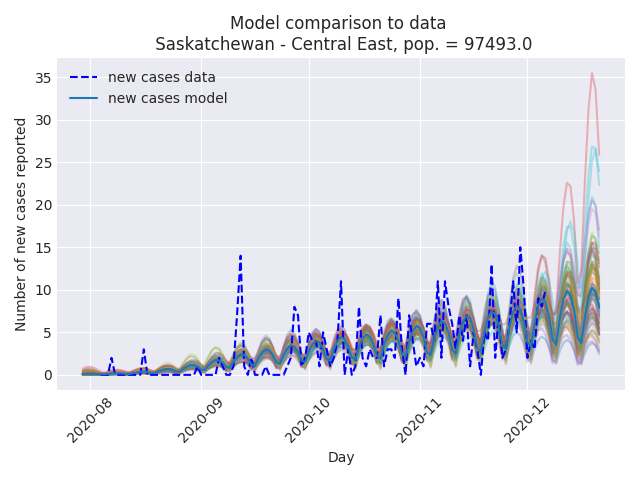 Model comparison to data
Saskatchewan - Central East, pop. = 97493.0
new cases data
new cases model
Number of new cases reported
35
30
25
20
15
10
5
0
2020-08
2020-09
2020-10
2020-11
2020-12
Day